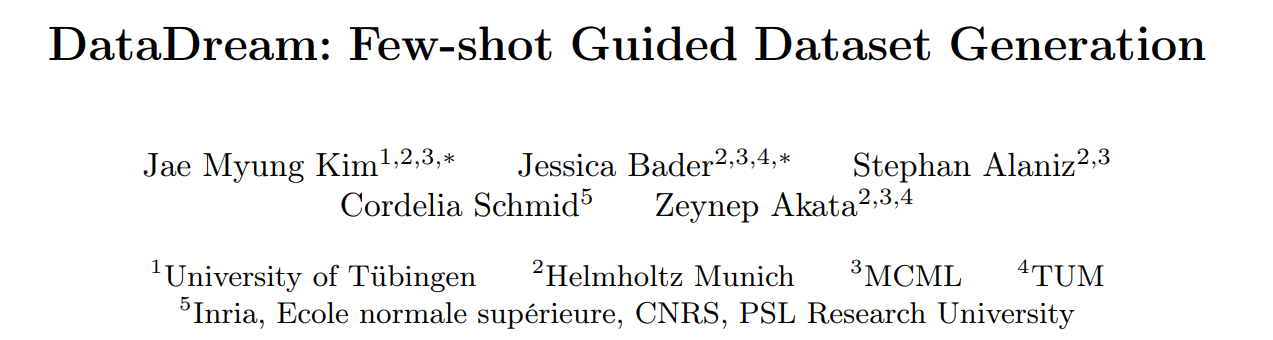 DataDream: Few-shot Guided Dataset Generation
Jae Myung Kim1,2,3,* Jessica Bader2,3,4,* Stephan Alaniz2,3
Cordelia Schmid5 Zeynep Akata2,3,4
1University of Tübingen 2Helmholtz Munich 3MCML 4TUM
5Inria, Ecole normale supérieure, CNRS, PSL Research University